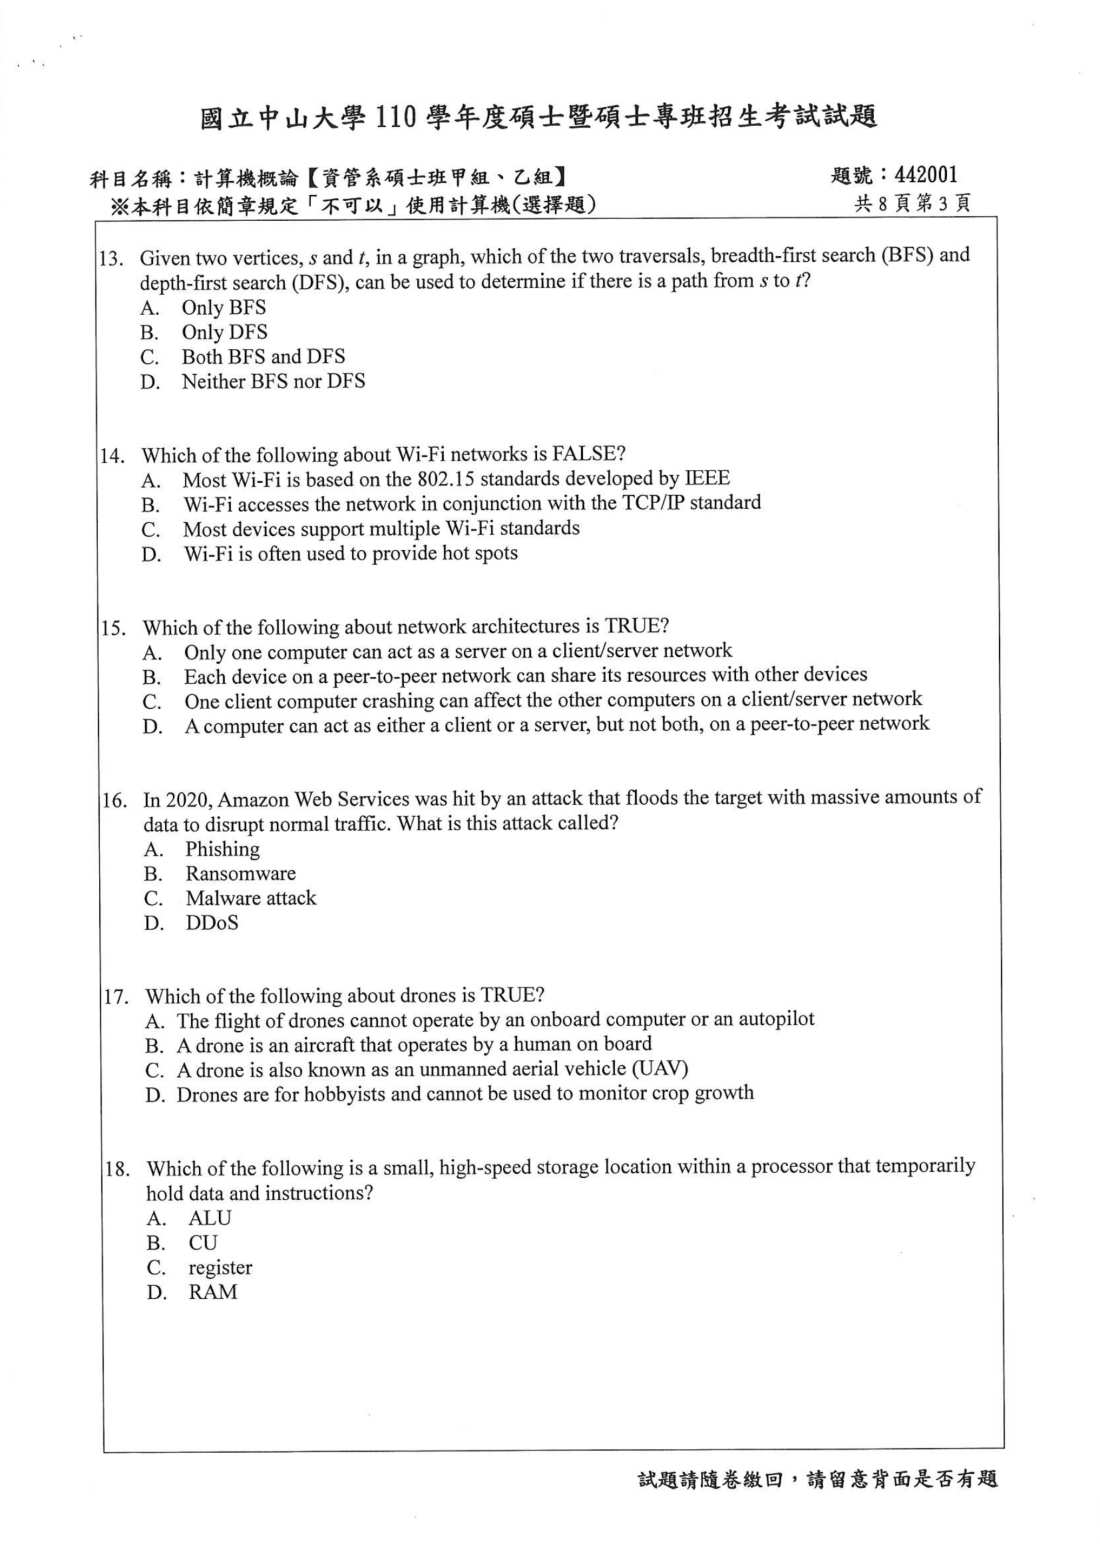 國立中山大學 110 學年度碩士暨碩士專班招生考試試題
科目名稱：計算機概論【資管系碩士班甲組、乙組】 題號：442001
※本科目依簡章規定「不可以」使用計算機(選擇題) 共 8 頁第 3 頁
13. Given two vertices, s and t, in a graph, which of the two traversals, breadth-first search (BFS) and
depth-first search (DFS), can be used to determine if there is a path from s to t?
A. Only BFS
B. Only DFS
C. Both BFS and DFS
D. Neither BFS nor DFS
14. Which of the following about Wi-Fi networks is FALSE?
A. Most Wi-Fi is based on the 802.15 standards developed by IEEE
B. Wi-Fi accesses the network in conjunction with the TCP/IP standard
C. Most devices support multiple Wi-Fi standards
D. Wi-Fi is often used to provide hot spots
15. Which of the following about network architectures is TRUE?
A. Only one computer can act as a server on a client/server network
B. Each device on a peer-to-peer network can share its resources with other devices
C. One client computer crashing can affect the other computers on a client/server network
D. A computer can act as either a client or a server, but not both, on a peer-to-peer network
16. In 2020, Amazon Web Services was hit by an attack that floods the target with massive amounts of
data to disrupt normal traffic. What is this attack called?
A. Phishing
B. Ransomware
C. Malware attack
D. DDoS
17. Which of the following about drones is TRUE?
A. The flight of drones cannot operate by an onboard computer or an autopilot
B. A drone is an aircraft that operates by a human on board
C. A drone is also known as an unmanned aerial vehicle (UAV)
D. Drones are for hobbyists and cannot be used to monitor crop growth
18. Which of the following is a small, high-speed storage location within a processor that temporarily
hold data and instructions?
A. ALU
B. CU
C. register
D. RAM
試題請隨卷繳回，請留意背面是否有題